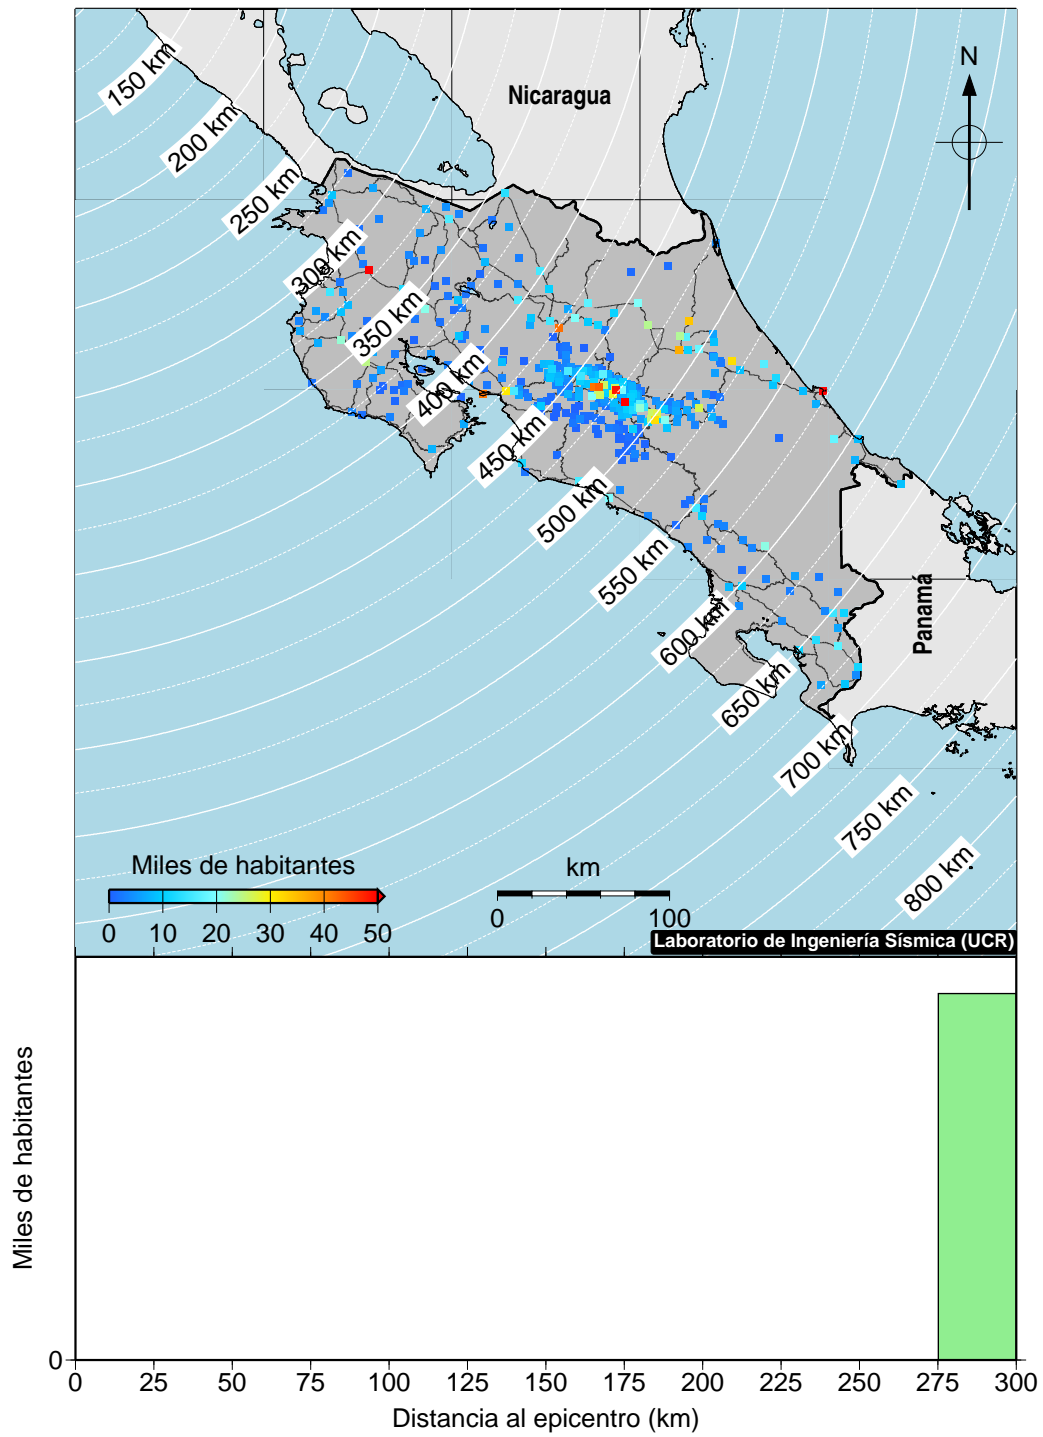 150 km
200 km
250 km
300 km
350 km
400 km
450 km
500 km
550 km
600 km
650 km
700 km
750 km
800 km
Nicaragua
N
Panamá
Miles de habitantes
0 10 20 30 40 50
km
0 100
Laboratorio de Ingeniería Sísmica (UCR)
Miles de habitantes
0
0 25 50 75 100 125 150 175 200 225 250 275 300
Distancia al epicentro (km)